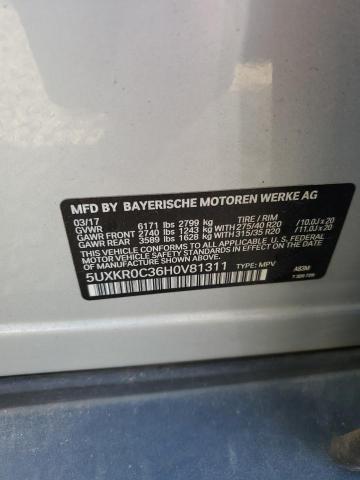 MFD BY BAYERISCHE MOTOREN WERKE AG
03/17
GVWR 6171 lbs 2799 kg TIRE / RIM
GAWR FRONT 2740 lbs 1243 kg WITH 275/40 R20 /10.0J x 20
GAWR REAR 3589 lbs 1628 kg WITH 315/35 R20 /11.0J x 20
THIS VEHICLE CONFORMS TO ALL APPLICABLE
FEDERAL MOTOR VEHICLE SAFETY STANDARDS
IN EFFECT ON THE DATE OF MANUFACTURE
SHOWN ABOVE.
5UXKR0C36H0V81311 TYPE: MPV A83M